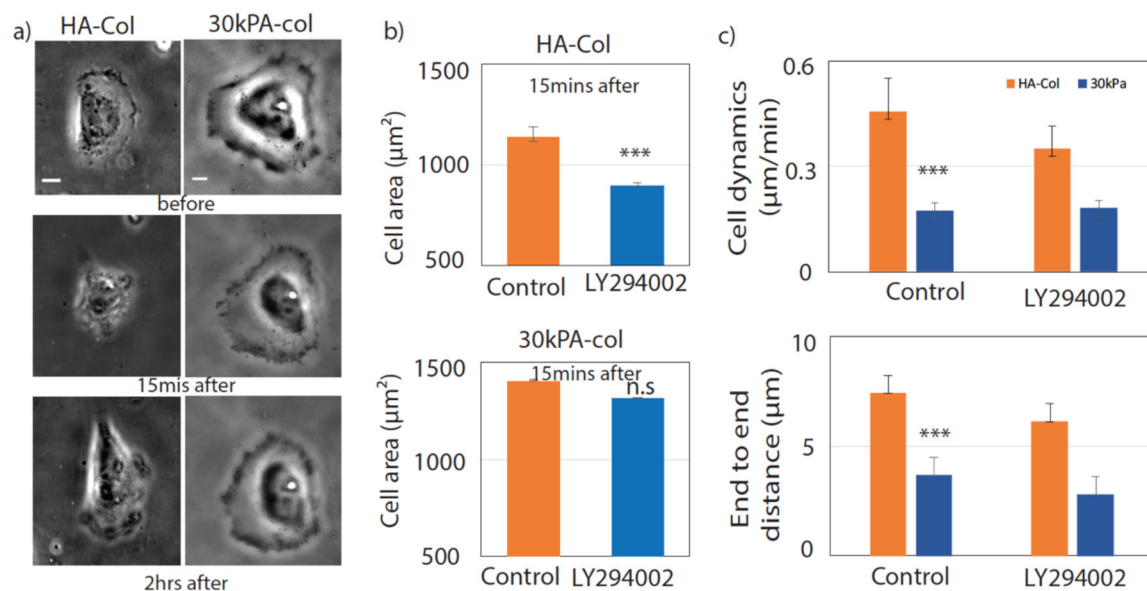 a)
HA-Col
30kPA-col
before
15mis after
2hrs after
b)
HA-Col
Cell area (µm²)
1500
1000
500
15mins after
***
Control
LY294002
30kPA-col
Cell area (µm²)
1500
1000
500
15mins after
n.s
Control
LY294002
c)
Cell dynamics
(µm/min)
0.6
0.3
0
HA-Col
30kPa
***
Control
LY294002
End to end
distance (µm)
10
5
0
***
Control
LY294002